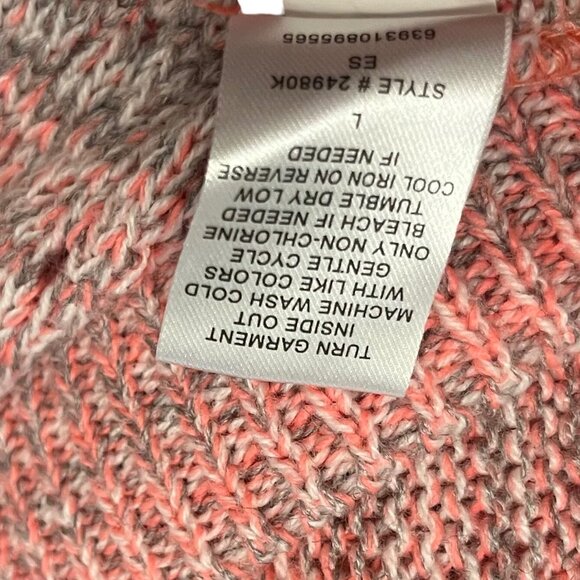 TURN GARMENT
INSIDE OUT
MACHINE WASH COLD
WITH LIKE COLORS
GENTLE CYCLE
ONLY NON-CHLORINE
BLEACH IF NEEDED
TUMBLE DRY LOW
COOL IRON ON REVERSE
IF NEEDED
L
STYLE # 24980K
ES
639310895565